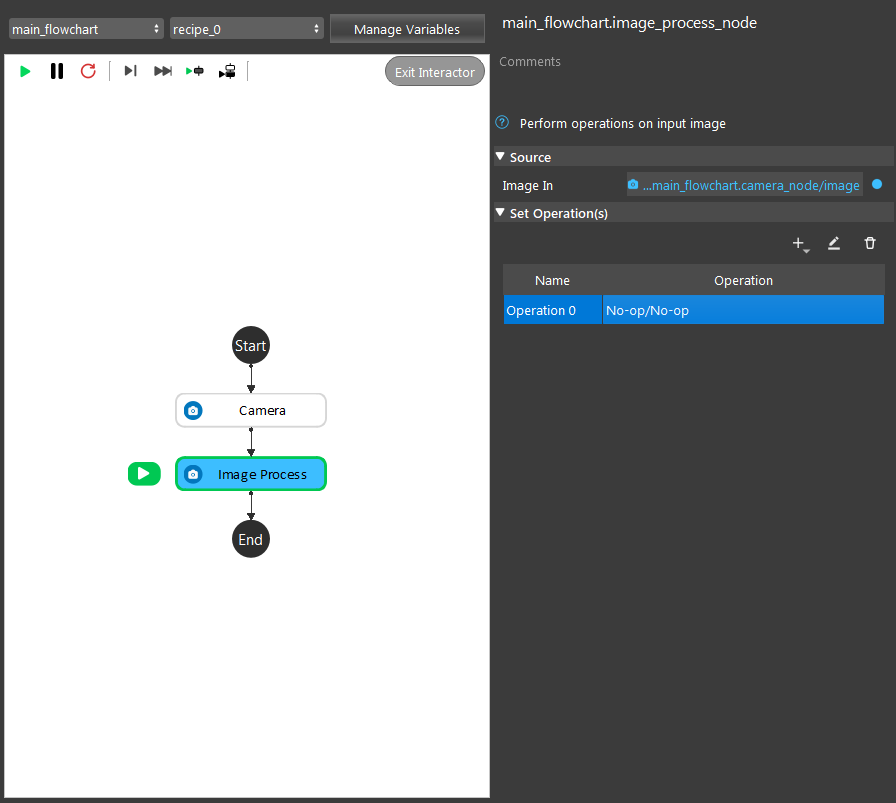 main_flowchart
recipe_0
Manage Variables
main_flowchart.image_process_node
Comments
Exit Interactor
Perform operations on input image
Source
Image In
...main_flowchart.camera_node/image
Set Operation(s)
Name
Operation
Operation 0
No-op/No-op
Start
Camera
Image Process
End